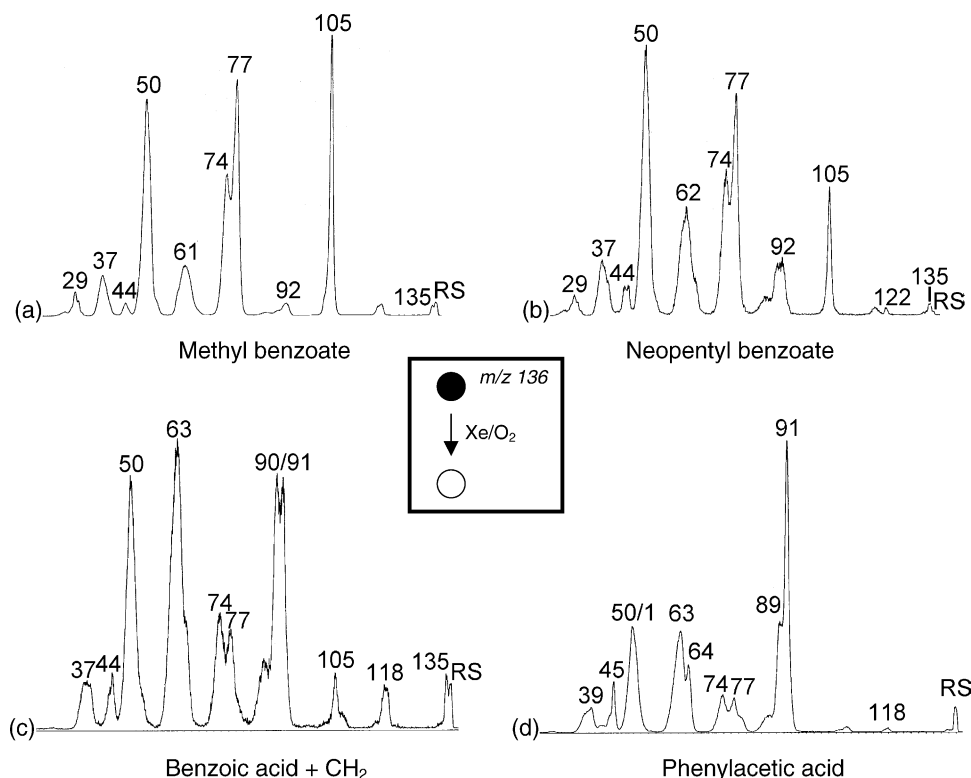 105
77
50
74
61
37
29
44
92
135
RS
(a)
Methyl benzoate
50
77
74
105
62
92
37
44
29
122
135
RS
(b)
Neopentyl benzoate
m/z 136
Xe/O₂
63
50
90/91
74
77
37
44
105
118
135
RS
(c)
Benzoic acid + CH₂
91
89
50/1
63
64
45
39
74
77
118
RS
(d)
Phenylacetic acid